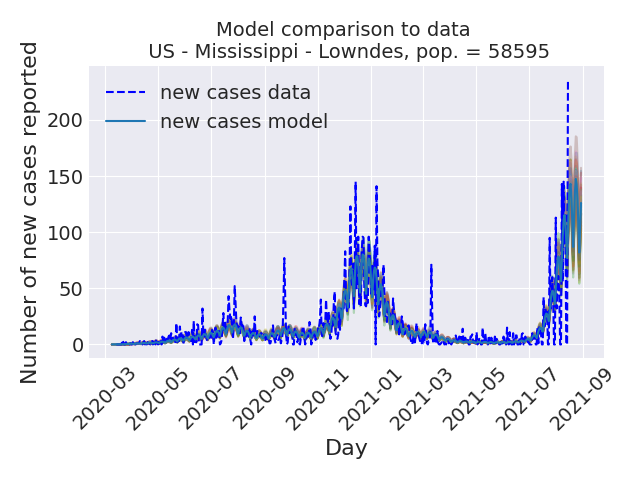 Model comparison to data
US - Mississippi - Lowndes, pop. = 58595
Number of new cases reported
new cases data
new cases model
200
150
100
50
0
2020-03
2020-05
2020-07
2020-09
2020-11
2021-01
2021-03
2021-05
2021-07
2021-09
Day